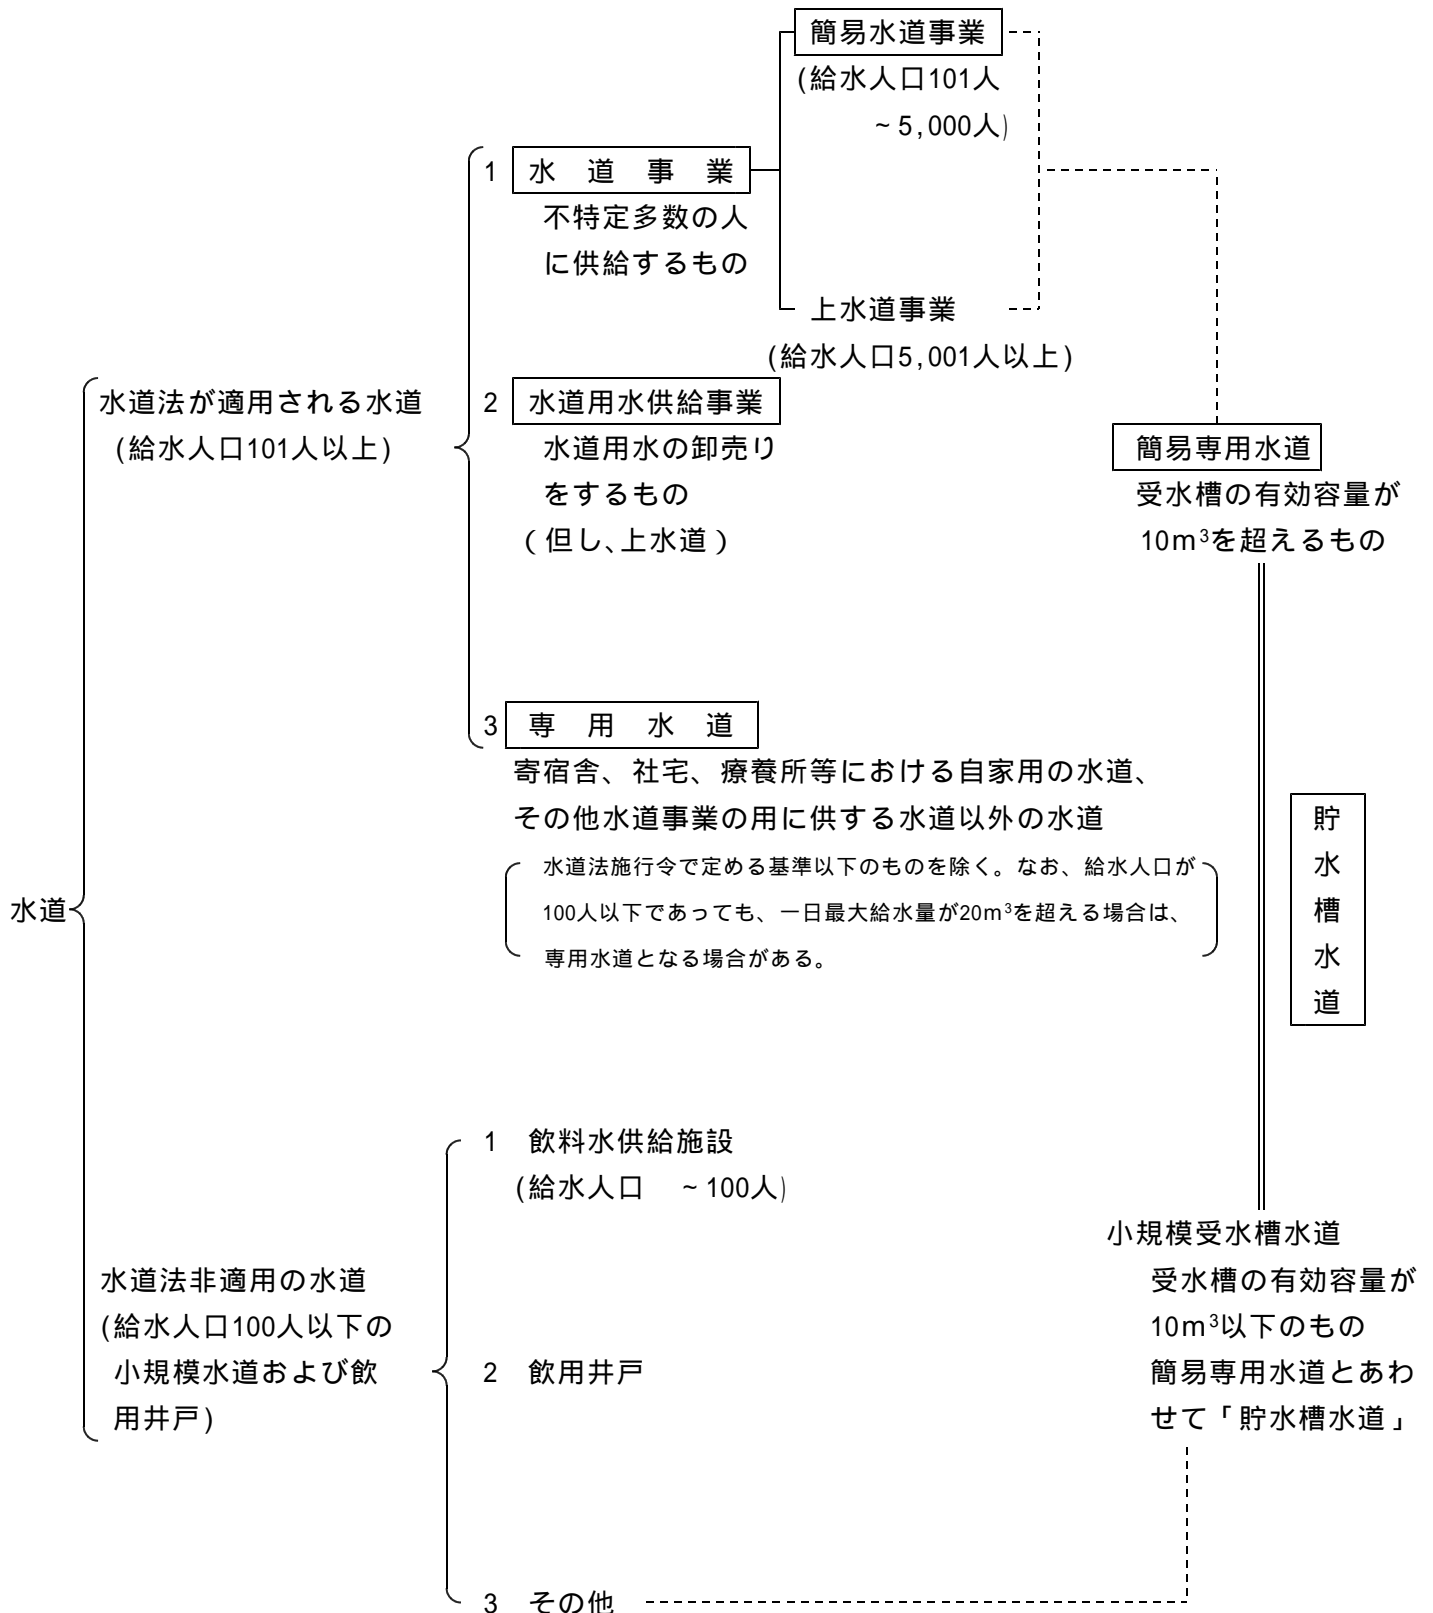 簡易水道事業
(給水人口101人
~5,000人)
1 水道事業
不特定多数の人
に供給するもの
上水道事業
(給水人口5,001人以上)
水道法が適用される水道
(給水人口101人以上)
2 水道用水供給事業
水道用水の卸売り
をするもの
(但し、上水道)
簡易専用水道
受水槽の有効容量が
10m³を超えるもの
3 専用水道
寄宿舎、社宅、療養所等における自家用の水道、
その他水道事業の用に供する水道以外の水道
水道法施行令で定める基準以下のものを除く。なお、給水人口が
100人以下であっても、一日最大給水量が20m³を超える場合は、
専用水道となる場合がある。
貯水槽水道
水道
1 飲料水供給施設
(給水人口 ~100人)
水道法非適用の水道
(給水人口100人以下の
小規模水道および飲
用井戸)
2 飲用井戸
小規模受水槽水道
受水槽の有効容量が
10m³以下のもの
簡易専用水道とあわ
せて「貯水槽水道」
3 その他